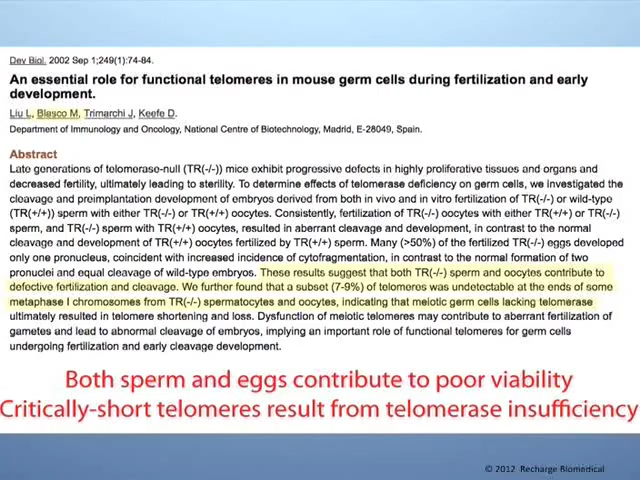 Dev Biol. 2002 Sep 1;249(1):74-84.
An essential role for functional telomeres in mouse germ cells during fertilization and early
development.
Liu L, Blasco M, Trimarchi J, Keefe D.
Department of Immunology and Oncology, National Centre of Biotechnology, Madrid, E-28049, Spain.
Abstract
Late generations of telomerase-null (TR(-/-)) mice exhibit progressive defects in highly proliferative tissues and organs and
decreased fertility, ultimately leading to sterility. To determine effects of telomerase deficiency on germ cells, we investigated the
cleavage and preimplantation development of embryos derived from both in vivo and in vitro fertilization of TR(-/-) or wild-type
(TR(+/+)) sperm with either TR(-/-) or TR(+/+) oocytes. Consistently, fertilization of TR(-/-) oocytes with either TR(+/+) or TR(-/-)
sperm, and TR(-/-) sperm with TR(+/+) oocytes, resulted in aberrant cleavage and development, in contrast to the normal
cleavage and development of TR(+/+) oocytes fertilized by TR(+/+) sperm. Many (>50%) of the fertilized TR(-/-) eggs developed
only one pronucleus, coincident with increased incidence of cytofragmentation, in contrast to the normal formation of two
pronuclei and equal cleavage of wild-type embryos. These results suggest that both TR(-/-) sperm and oocytes contribute to
defective fertilization and cleavage. We further found that a subset (7-9%) of telomeres was undetectable at the ends of some
metaphase I chromosomes from TR(-/-) spermatocytes and oocytes, indicating that meiotic germ cells lacking telomerase
ultimately resulted in telomere shortening and loss. Dysfunction of meiotic telomeres may contribute to aberrant fertilization of
gametes and lead to abnormal cleavage of embryos, implying an important role of functional telomeres for germ cells
undergoing fertilization and early cleavage development.
Both sperm and eggs contribute to poor viability
Critically-short telomeres result from telomerase insufficiency
© 2012 Recharge Biomedical